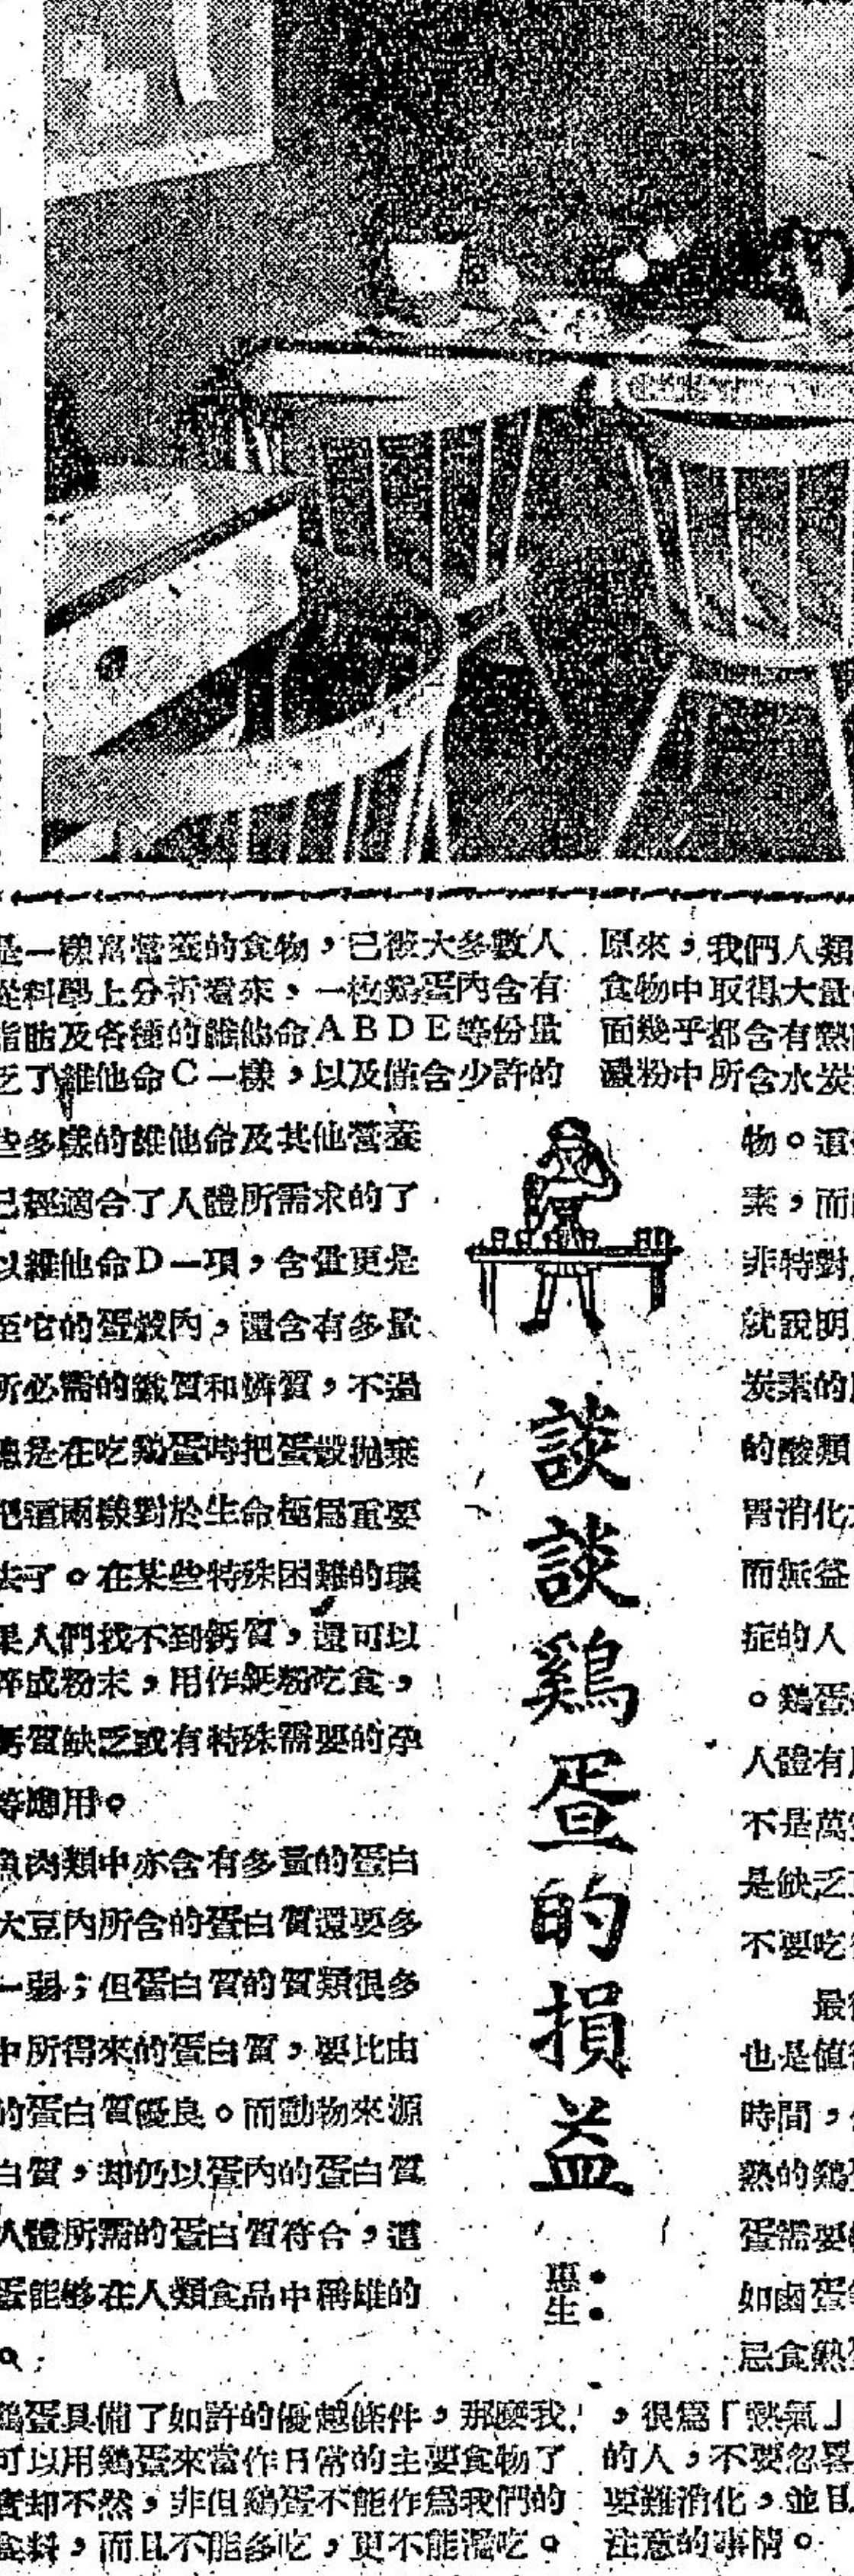 談談鷄蛋的損益
惠生
是一樣富營養的食物，已被大多數人
從科學上分析看來，一枚鷄蛋內含有
脂肪及各種的維他命ＡＢＤＥ等份量
乏了維他命Ｃ一樣，以及僅含少許的
些多樣的維他命及其他營養
已經適合了人體所需求的了
以維他命Ｄ一項，含量更是
至它的蛋殼內，還含有多量
所必需的鐵質和燐質，不過
總是在吃鷄蛋時把蛋殼拋棄
把這兩樣對於生命極爲重要
去了。在某些特殊困難的環
果人們找不到鈣質，還可以
碎成粉末，用作鈣粉吃食，
鈣質缺乏或有特殊需要的孕
等應用。
魚肉類中亦含有多量的蛋白
大豆內所含的蛋白質還要多
一弱；但蛋白質的質類很多
中所得來的蛋白質，要比由
的蛋白質優良。而動物來源
白質，却仍以蛋內的蛋白質
人體所需的蛋白質符合，這
蛋能够在人類食品中稱雄的
。
鷄蛋具備了如許的優越條件，那麼我
可以用鷄蛋來當作日常的主要食物了
實却不然，非但鷄蛋不能作爲我們的
食料，而且不能多吃，更不能濫吃。
原來，我們人類
食物中取得大量
面幾乎都含有熱
澱粉中所含水炭
物。這
素，而
非特對
就說明
炭素的
的酸類
胃消化
而無益
症的人
。鷄蛋
人體有
不是萬
是缺乏
不要吃
最
也是值
時間，
熟的鷄
蛋需要
如鹵蛋
忌食熟
，很爲「熱氣」
的人，不要忽畧
要難消化，並且
注意的事情。